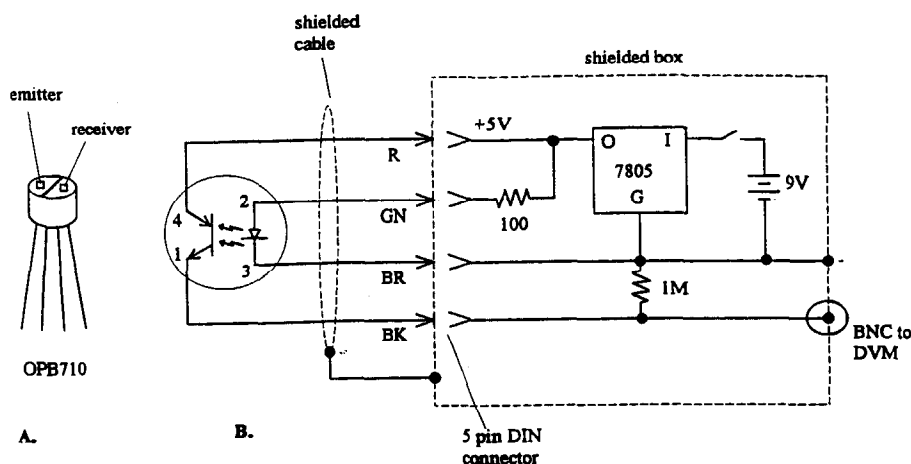 shielded
cable
shielded box
emitter
receiver
+5V
R
O
I
7805
G
9V
2
GN
100
4
1
3
BR
1M
BK
BNC to
DVM
OPB710
A.
B.
5 pin DIN
connector